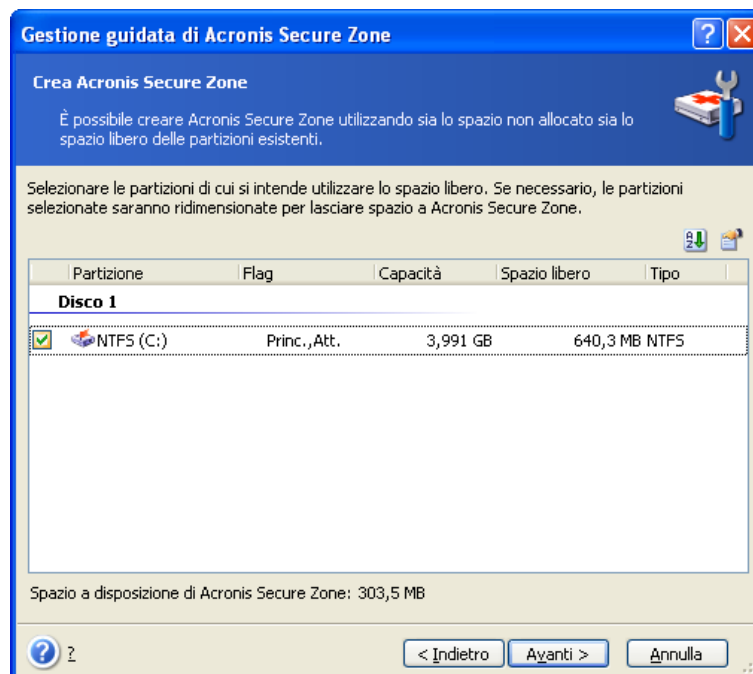 Gestione guidata di Acronis Secure Zone
Crea Acronis Secure Zone
È possibile creare Acronis Secure Zone utilizzando sia lo spazio non allocato sia lo
spazio libero delle partizioni esistenti.
Selezionare le partizioni di cui si intende utilizzare lo spazio libero. Se necessario, le partizioni
selezionate saranno ridimensionate per lasciare spazio a Acronis Secure Zone.
Partizione Flag Capacità Spazio libero Tipo
Disco 1
NTFS (C:) Princ.,Att. 3,991 GB 640,3 MB NTFS
Spazio a disposizione di Acronis Secure Zone: 303,5 MB
? < Indietro Avanti > Annulla